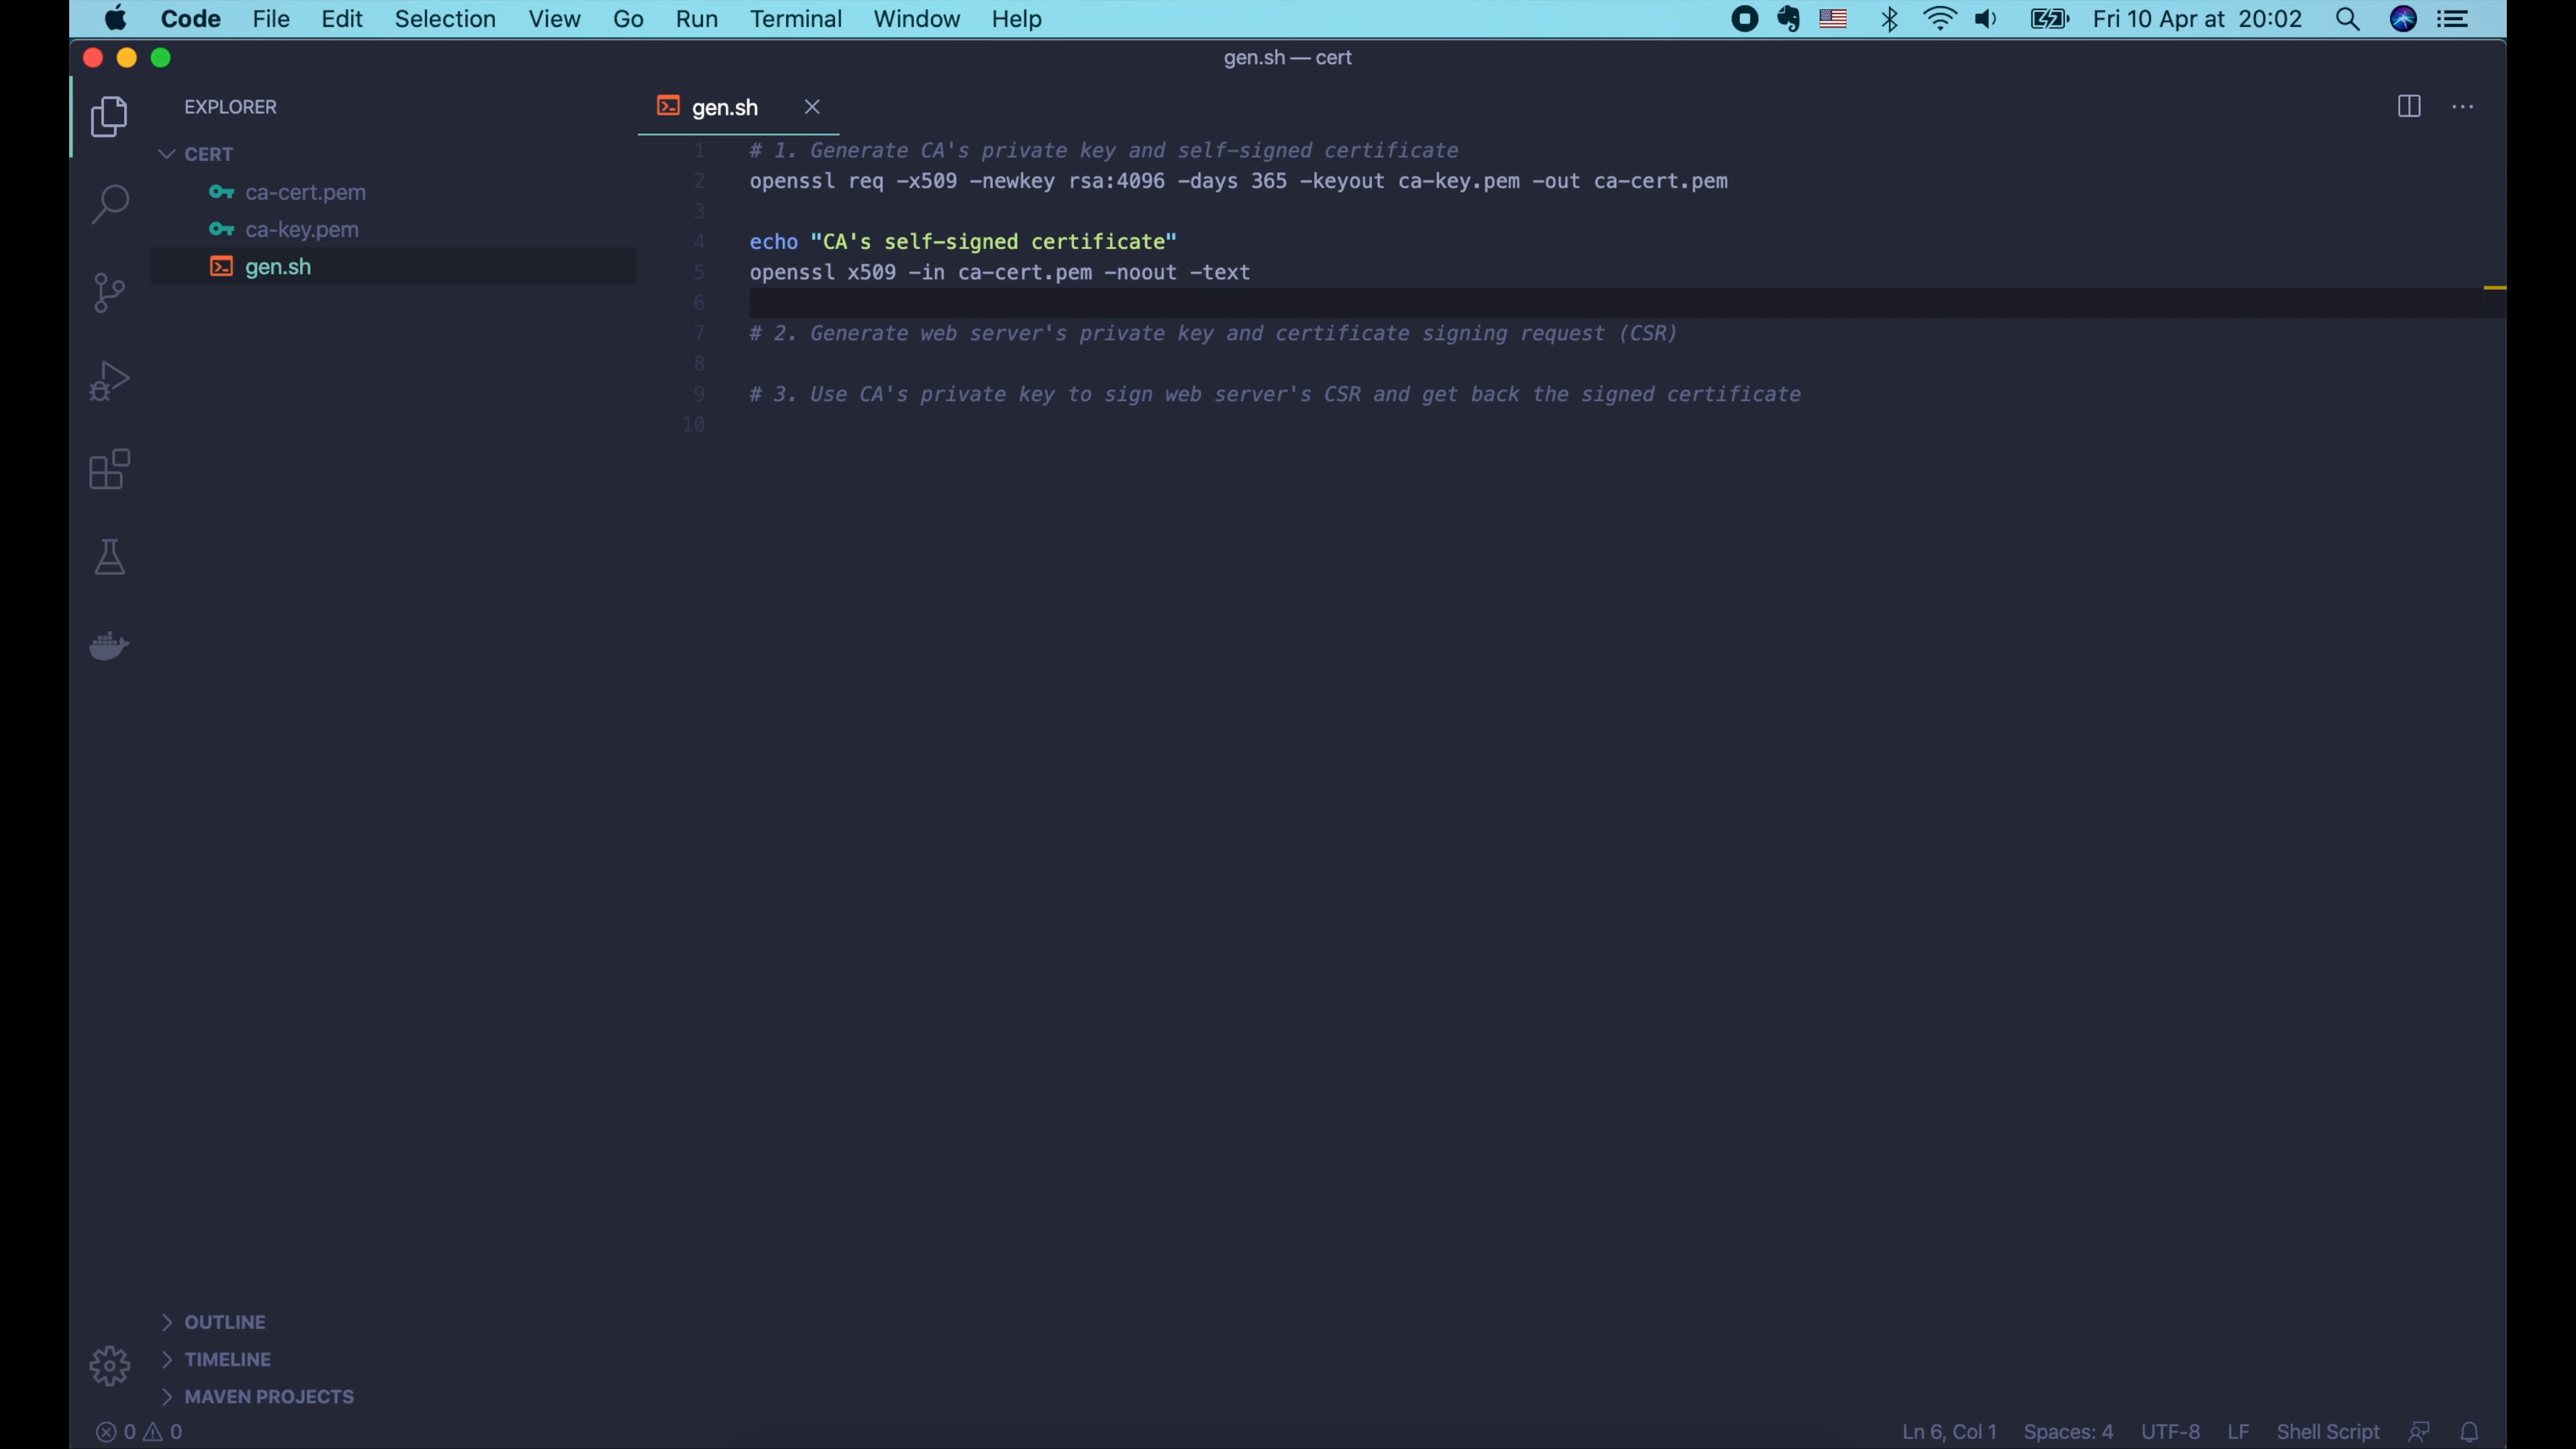 Code File Edit Selection View Go Run Terminal Window Help Fri 10 Apr at 20:02
gen.sh — cert
EXPLORER
CERT
ca-cert.pem
ca-key.pem
gen.sh
gen.sh
1 # 1. Generate CA's private key and self-signed certificate
2 openssl req -x509 -newkey rsa:4096 -days 365 -keyout ca-key.pem -out ca-cert.pem
3
4 echo "CA's self-signed certificate"
5 openssl x509 -in ca-cert.pem -noout -text
6
7 # 2. Generate web server's private key and certificate signing request (CSR)
8
9 # 3. Use CA's private key to sign web server's CSR and get back the signed certificate
10
OUTLINE
TIMELINE
MAVEN PROJECTS
0 0 Ln 6, Col 1 Spaces: 4 UTF-8 LF Shell Script